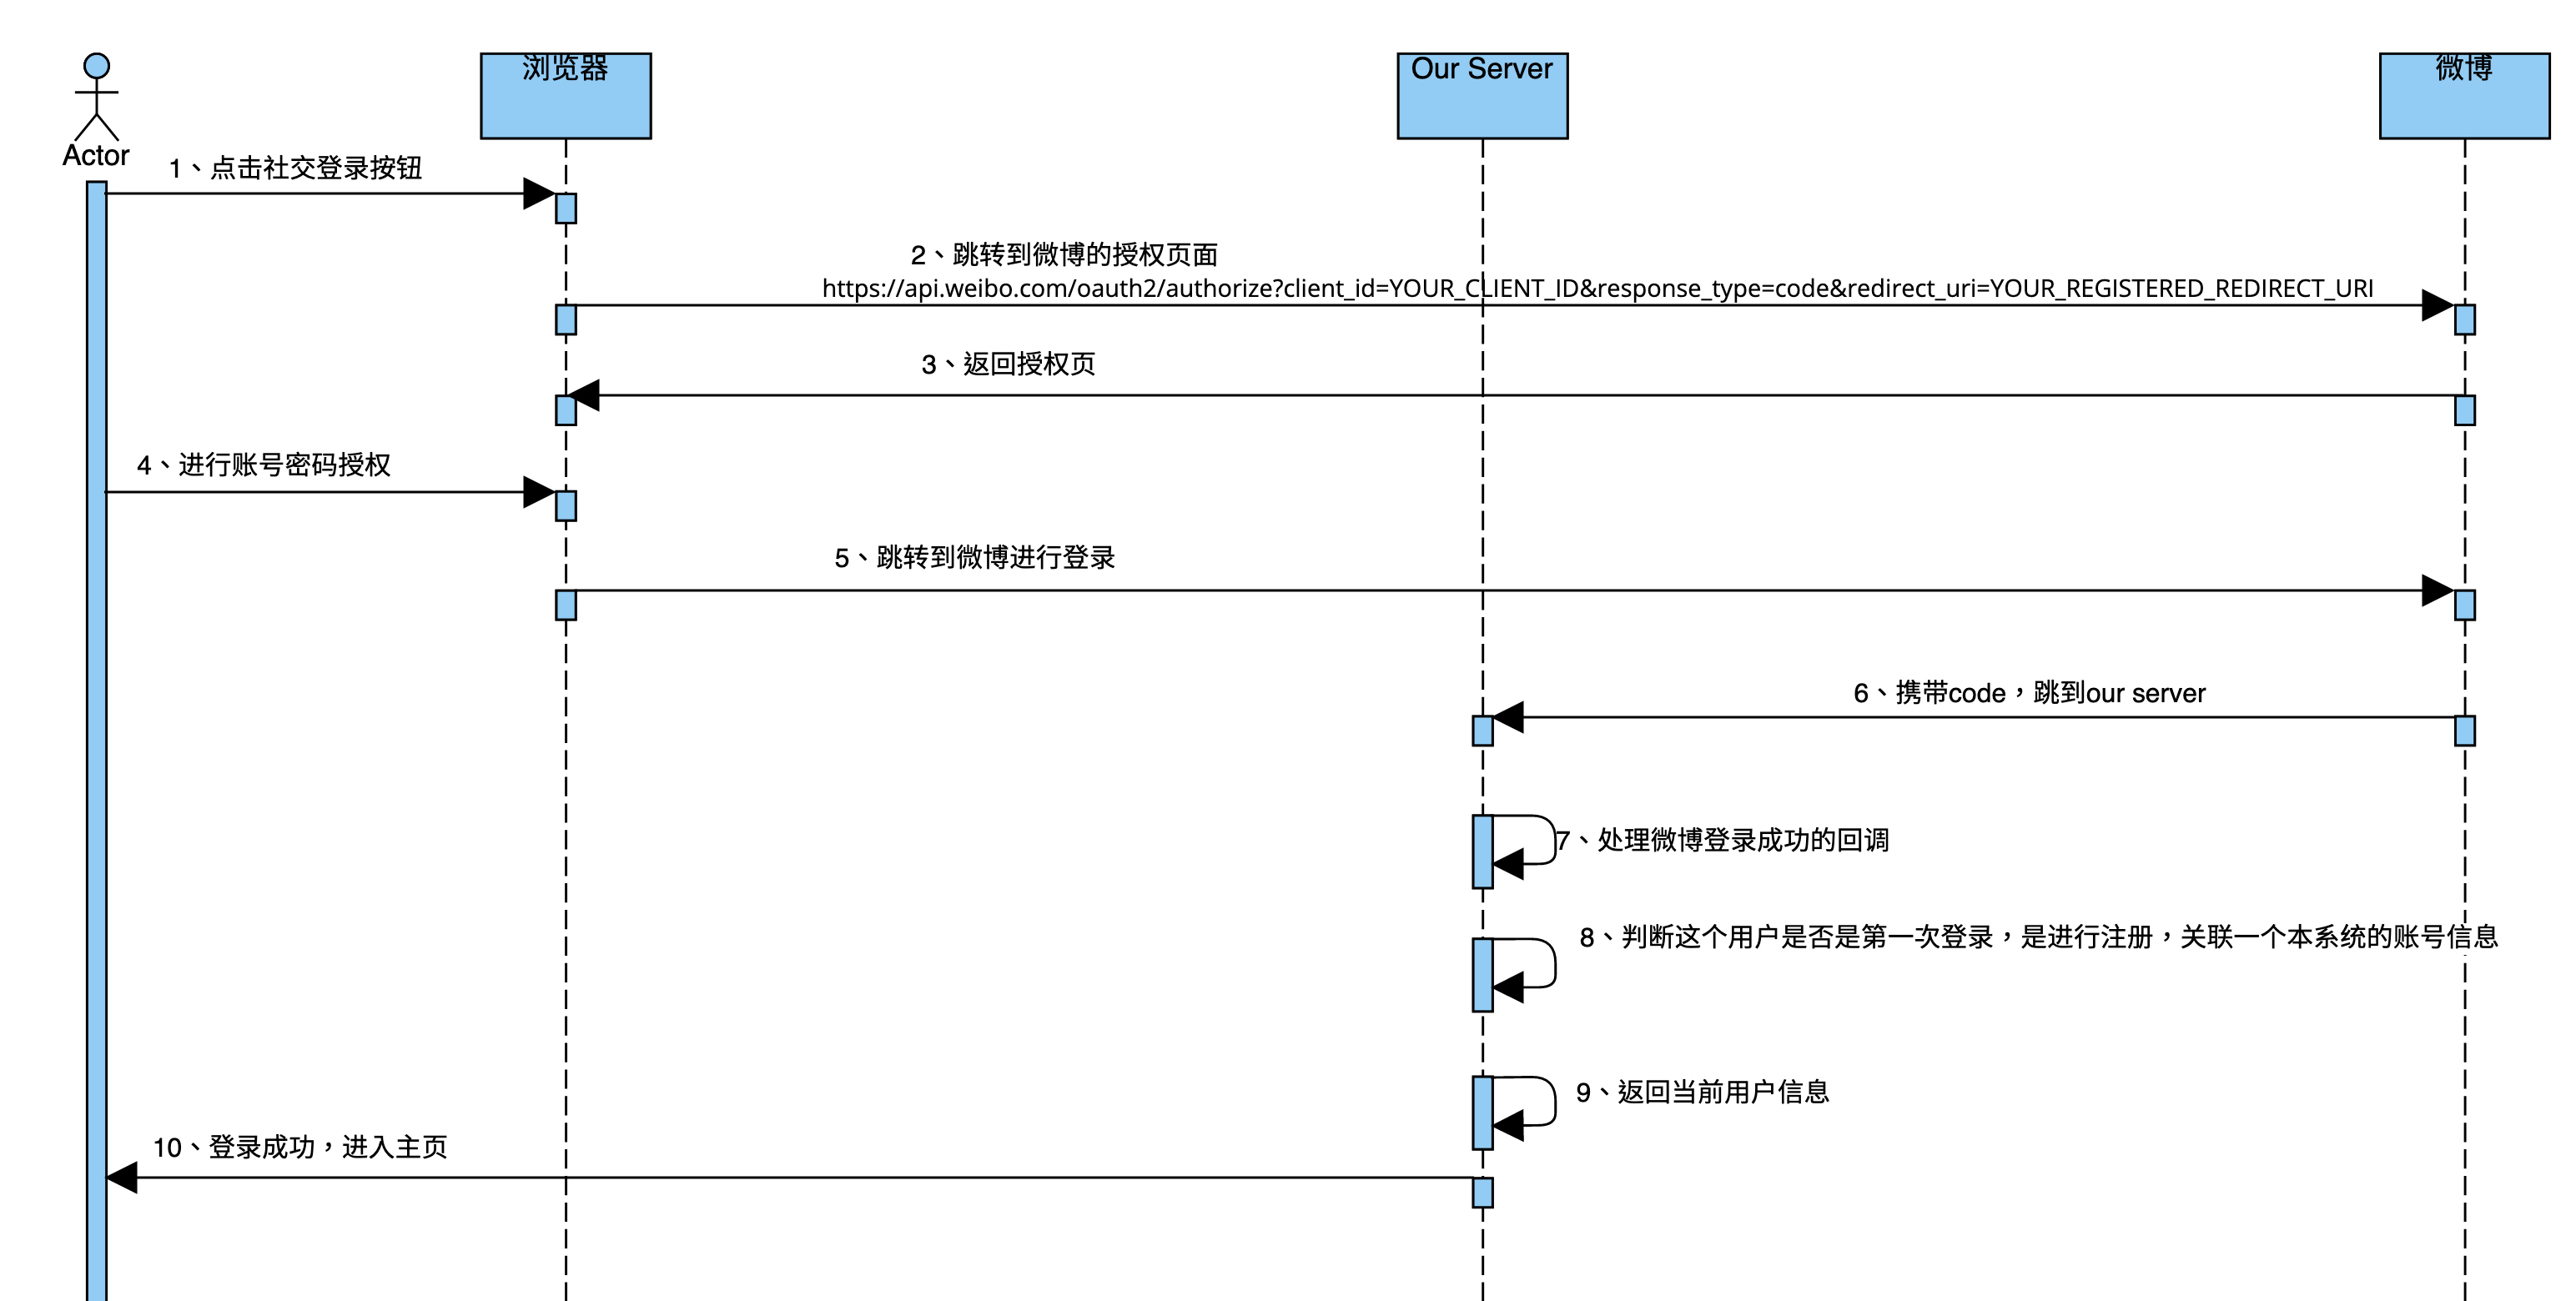 浏览器
Our Server
微博
Actor
1、点击社交登录按钮
2、跳转到微博的授权页面
https://api.weibo.com/oauth2/authorize?client_id=YOUR_CLIENT_ID&response_type=code&redirect_uri=YOUR_REGISTERED_REDIRECT_URI
3、返回授权页
4、进行账号密码授权
5、跳转到微博进行登录
6、携带code，跳到our server
7、处理微博登录成功的回调
8、判断这个用户是否是第一次登录，是进行注册，关联一个本系统的账号信息
9、返回当前用户信息
10、登录成功，进入主页